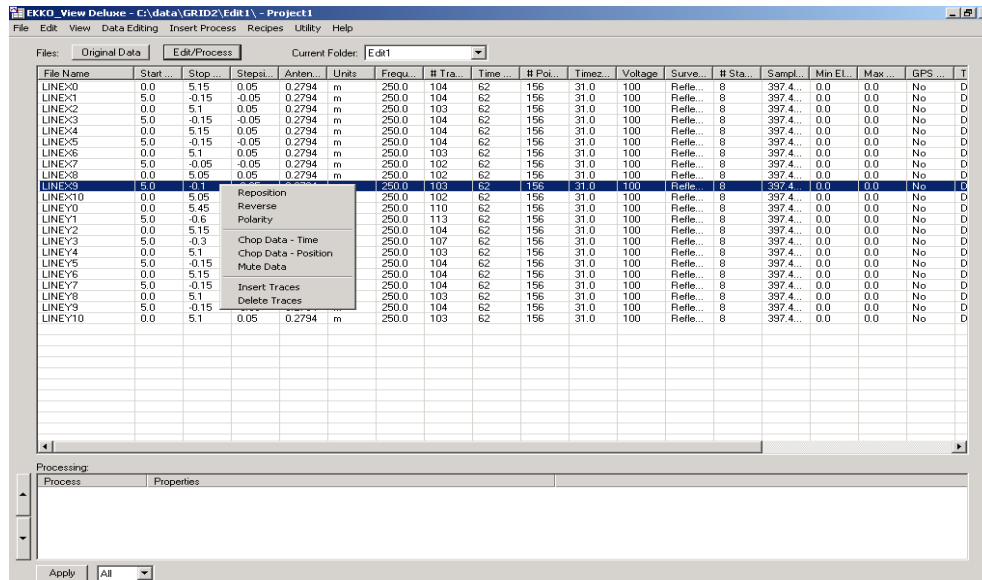 EKKO_View Deluxe - C:\data\GRID2\Edit1\ - Project1
File Edit View Data Editing Insert Process Recipes Utility Help
Files: Original Data Edit/Process Current Folder: Edit1
File Name Start ... Stop ... Stepsi... Anten... Units Frequ... # Tra... Time ... # Poi... Timez... Voltage Surve... # Sta... Sampl... Min El... Max ... GPS ... T
LINEX0 0.0 5.15 0.05 0.2794 m 250.0 104 62 156 31.0 100 Refle... 8 397.4... 0.0 0.0 No D
LINEX1 5.0 -0.15 -0.05 0.2794 m 250.0 104 62 156 31.0 100 Refle... 8 397.4... 0.0 0.0 No D
LINEX2 0.0 5.1 0.05 0.2794 m 250.0 103 62 156 31.0 100 Refle... 8 397.4... 0.0 0.0 No D
LINEX3 5.0 -0.15 -0.05 0.2794 m 250.0 104 62 156 31.0 100 Refle... 8 397.4... 0.0 0.0 No D
LINEX4 0.0 5.15 0.05 0.2794 m 250.0 104 62 156 31.0 100 Refle... 8 397.4... 0.0 0.0 No D
LINEX5 5.0 -0.15 -0.05 0.2794 m 250.0 104 62 156 31.0 100 Refle... 8 397.4... 0.0 0.0 No D
LINEX6 0.0 5.1 0.05 0.2794 m 250.0 103 62 156 31.0 100 Refle... 8 397.4... 0.0 0.0 No D
LINEX7 5.0 -0.05 -0.05 0.2794 m 250.0 102 62 156 31.0 100 Refle... 8 397.4... 0.0 0.0 No D
LINEX8 0.0 5.05 0.05 0.2794 m 250.0 102 62 156 31.0 100 Refle... 8 397.4... 0.0 0.0 No D
LINEX9 5.0 -0.1 250.0 103 62 156 31.0 100 Refle... 8 397.4... 0.0 0.0 No D
LINEX10 0.0 5.05 250.0 102 62 156 31.0 100 Refle... 8 397.4... 0.0 0.0 No D
LINEY0 0.0 5.45 250.0 110 62 156 31.0 100 Refle... 8 397.4... 0.0 0.0 No D
LINEY1 5.0 -0.6 250.0 113 62 156 31.0 100 Refle... 8 397.4... 0.0 0.0 No D
LINEY2 0.0 5.15 250.0 104 62 156 31.0 100 Refle... 8 397.4... 0.0 0.0 No D
LINEY3 5.0 -0.3 250.0 107 62 156 31.0 100 Refle... 8 397.4... 0.0 0.0 No D
LINEY4 0.0 5.1 250.0 103 62 156 31.0 100 Refle... 8 397.4... 0.0 0.0 No D
LINEY5 5.0 -0.15 250.0 104 62 156 31.0 100 Refle... 8 397.4... 0.0 0.0 No D
LINEY6 0.0 5.15 250.0 104 62 156 31.0 100 Refle... 8 397.4... 0.0 0.0 No D
LINEY7 5.0 -0.15 250.0 104 62 156 31.0 100 Refle... 8 397.4... 0.0 0.0 No D
LINEY8 0.0 5.1 250.0 103 62 156 31.0 100 Refle... 8 397.4... 0.0 0.0 No D
LINEY9 5.0 -0.15 250.0 104 62 156 31.0 100 Refle... 8 397.4... 0.0 0.0 No D
LINEY10 0.0 5.1 0.05 0.2794 m 250.0 103 62 156 31.0 100 Refle... 8 397.4... 0.0 0.0 No D
Reposition
Reverse
Polarity
Chop Data - Time
Chop Data - Position
Mute Data
Insert Traces
Delete Traces
Processing:
Process Properties
Apply All